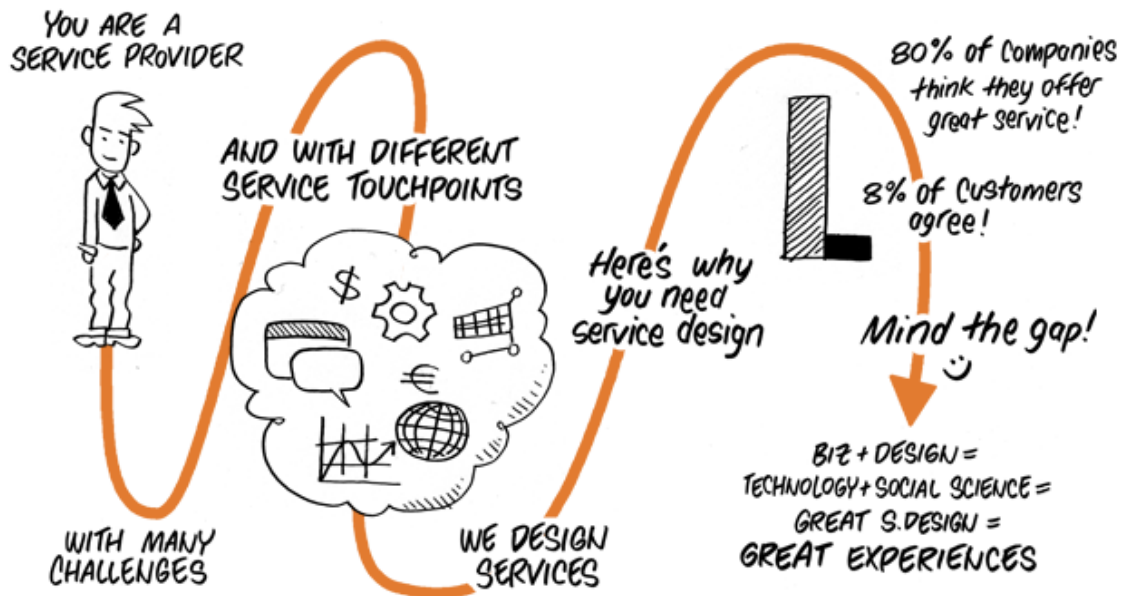 YOU ARE A
SERVICE PROVIDER
WITH MANY
CHALLENGES
AND WITH DIFFERENT
SERVICE TOUCHPOINTS
$
€
WE DESIGN
SERVICES
Here's why
you need
service design
80% of companies
think they offer
great service!
8% of customers
agree!
Mind the gap!
BIZ + DESIGN =
TECHNOLOGY + SOCIAL SCIENCE =
GREAT S.DESIGN =
GREAT EXPERIENCES